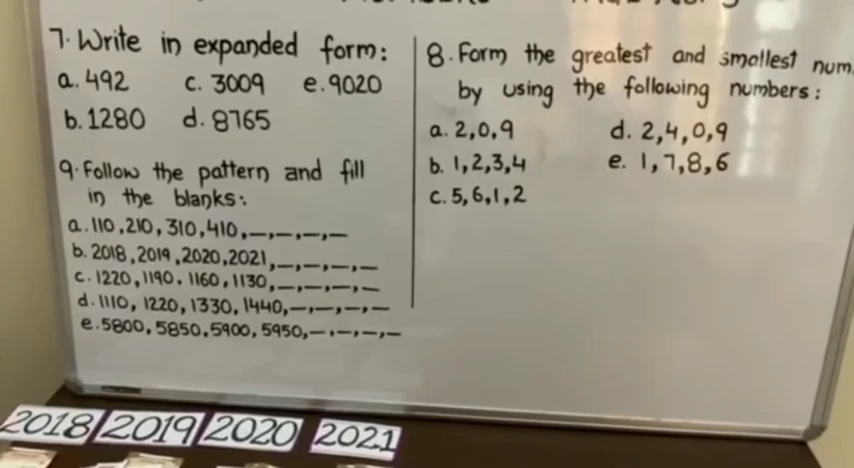 7. Write in expanded form:
a. 492 c. 3009 e. 9020
b. 1280 d. 8765
9. Follow the pattern and fill
in the blanks:
a. 110, 210, 310, 410, _, _, _, _
b. 2018, 2019, 2020, 2021, _, _, _, _
c. 1220, 1190, 1160, 1130, _, _, _, _
d. 1110, 1220, 1330, 1440, _, _, _, _
e. 5800, 5850, 5900, 5950, _, _, _, _
8. Form the greatest and smallest num
by using the following numbers:
a. 2,0,9 d. 2,4,0,9
b. 1,2,3,4 e. 1,7,8,6
c. 5,6,1,2
2018 2019 2020 2021